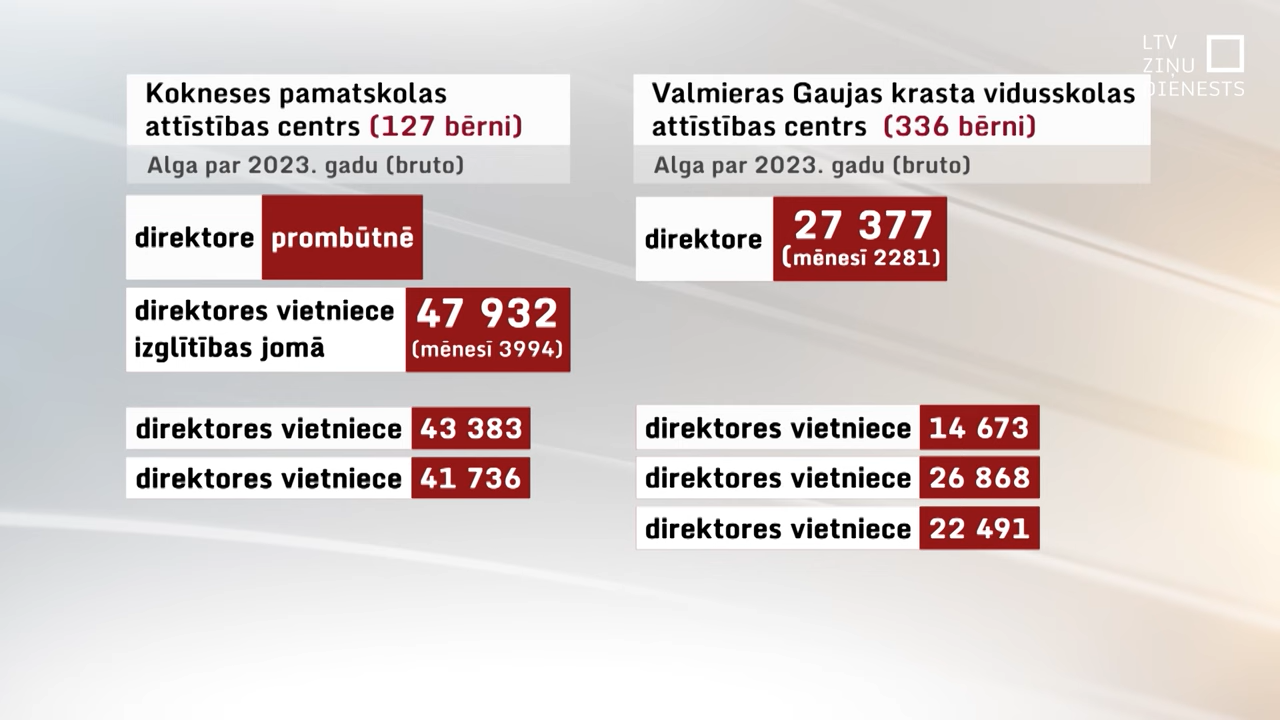 LTV
ZIŅU
DIENESTS
Kokneses pamatskolas
attīstības centrs (127 bērni)
Alga par 2023. gadu (bruto)
direktore prombūtnē
direktores vietniece
izglītības jomā
47 932
(mēnesī 3994)
direktores vietniece 43 383
direktores vietniece 41 736
Valmieras Gaujas krasta vidusskolas
attīstības centrs (336 bērni)
Alga par 2023. gadu (bruto)
direktore
27 377
(mēnesī 2281)
direktores vietniece 14 673
direktores vietniece 26 868
direktores vietniece 22 491